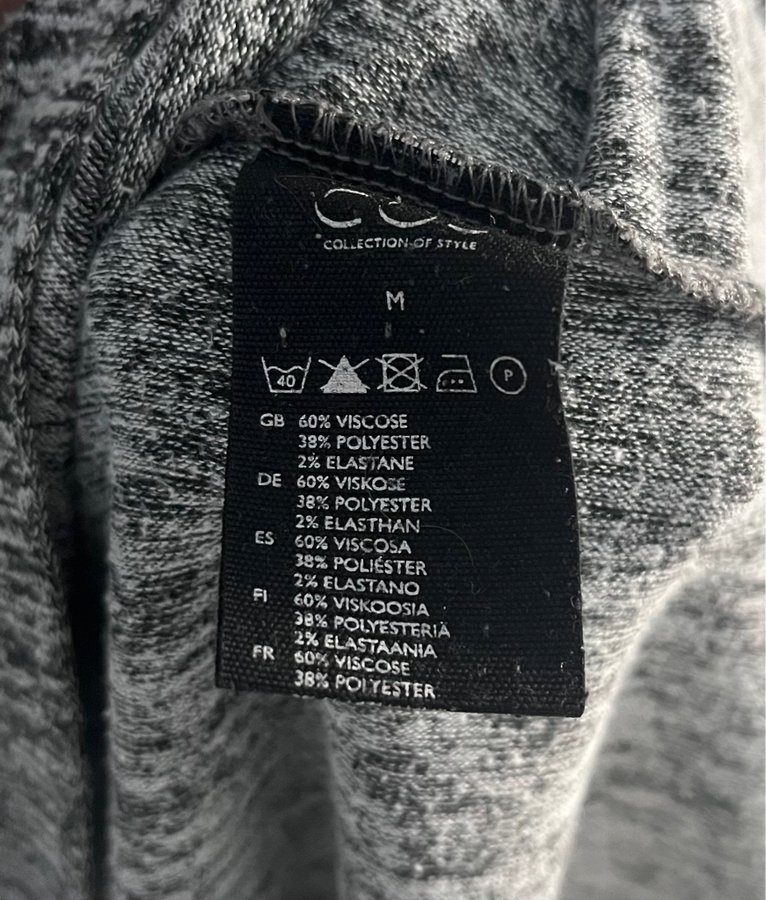 COLLECTION OF STYLE
M
40 P
GB 60% VISCOSE
38% POLYESTER
2% ELASTANE
DE 60% VISKOSE
38% POLYESTER
2% ELASTHAN
ES 60% VISCOSA
38% POLIÉSTER
2% ELASTANO
FI 60% VISKOOSIA
38% POLYESTERIÄ
2% ELASTAANIA
FR 60% VISCOSE
38% POLYESTER